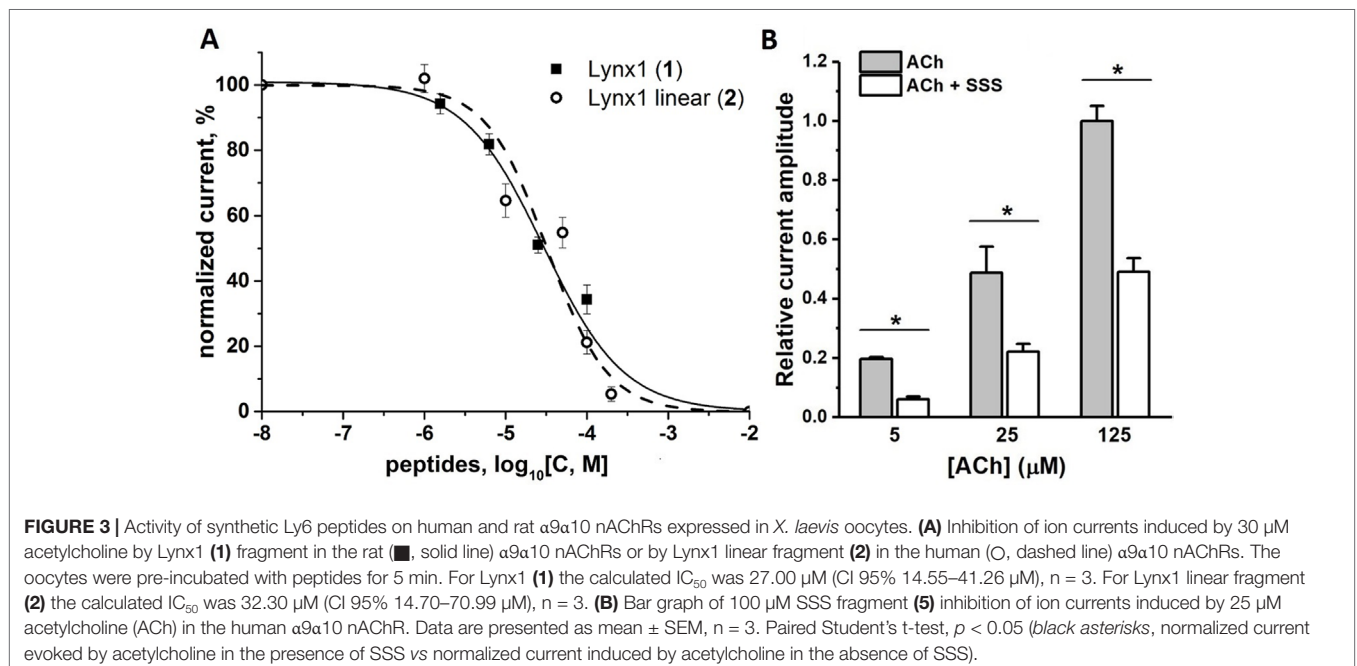 A
100
80
60
40
20
0
normalized current, %
-8 -7 -6 -5 -4 -3 -2
peptides, log10[C, M]
■ Lynx1 (1)
○ Lynx1 linear (2)
B
1.2
1.0
0.8
0.6
0.4
0.2
0.0
Relative current amplitude
ACh
ACh + SSS
*
*
*
5 25 125
[ACh] (µM)
FIGURE 3 | Activity of synthetic Ly6 peptides on human and rat α9α10 nAChRs expressed in X. laevis oocytes. (A) Inhibition of ion currents induced by 30 µM
acetylcholine by Lynx1 (1) fragment in the rat (■, solid line) α9α10 nAChRs or by Lynx1 linear fragment (2) in the human (○, dashed line) α9α10 nAChRs. The
oocytes were pre-incubated with peptides for 5 min. For Lynx1 (1) the calculated IC50 was 27.00 µM (CI 95% 14.55–41.26 µM), n = 3. For Lynx1 linear fragment
(2) the calculated IC50 was 32.30 µM (CI 95% 14.70–70.99 µM), n = 3. (B) Bar graph of 100 µM SSS fragment (5) inhibition of ion currents induced by 25 µM
acetylcholine (ACh) in the human α9α10 nAChR. Data are presented as mean ± SEM, n = 3. Paired Student's t-test, p < 0.05 (black asterisks, normalized current
evoked by acetylcholine in the presence of SSS vs normalized current induced by acetylcholine in the absence of SSS).